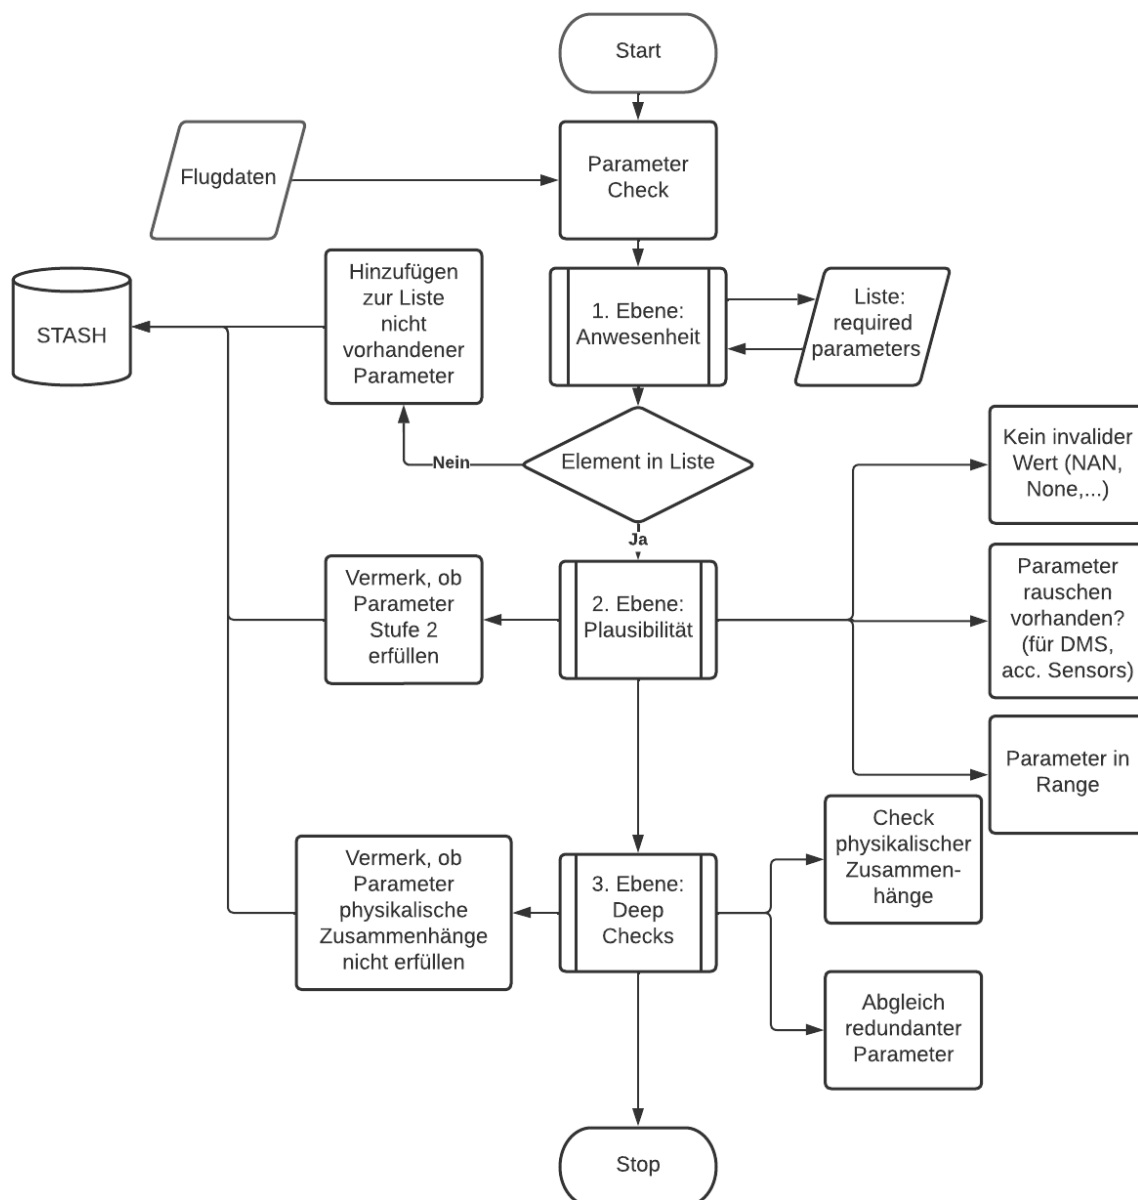 Start
Flugdaten
Parameter
Check
Hinzufügen
zur Liste
nicht
vorhandener
Parameter
STASH
1. Ebene:
Anwesenheit
Liste:
required
parameters
Nein
Element in Liste
Ja
Kein invalider
Wert (NAN,
None,...)
Vermerk, ob
Parameter
Stufe 2
erfüllen
2. Ebene:
Plausibilität
Parameter
rauschen
vorhanden?
(für DMS,
acc. Sensors)
Parameter in
Range
Vermerk, ob
Parameter
physikalische
Zusammenhänge
nicht erfüllen
3. Ebene:
Deep
Checks
Check
physikalischer
Zusammen-
hänge
Abgleich
redundanter
Parameter
Stop